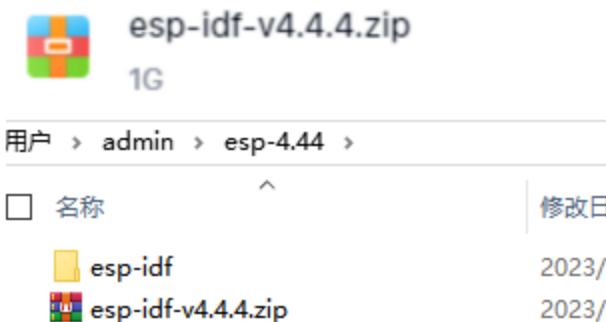 esp-idf-v4.4.4.zip
1G
用户 > admin > esp-4.44 >
名称 修改日
esp-idf 2023/
esp-idf-v4.4.4.zip 2023/